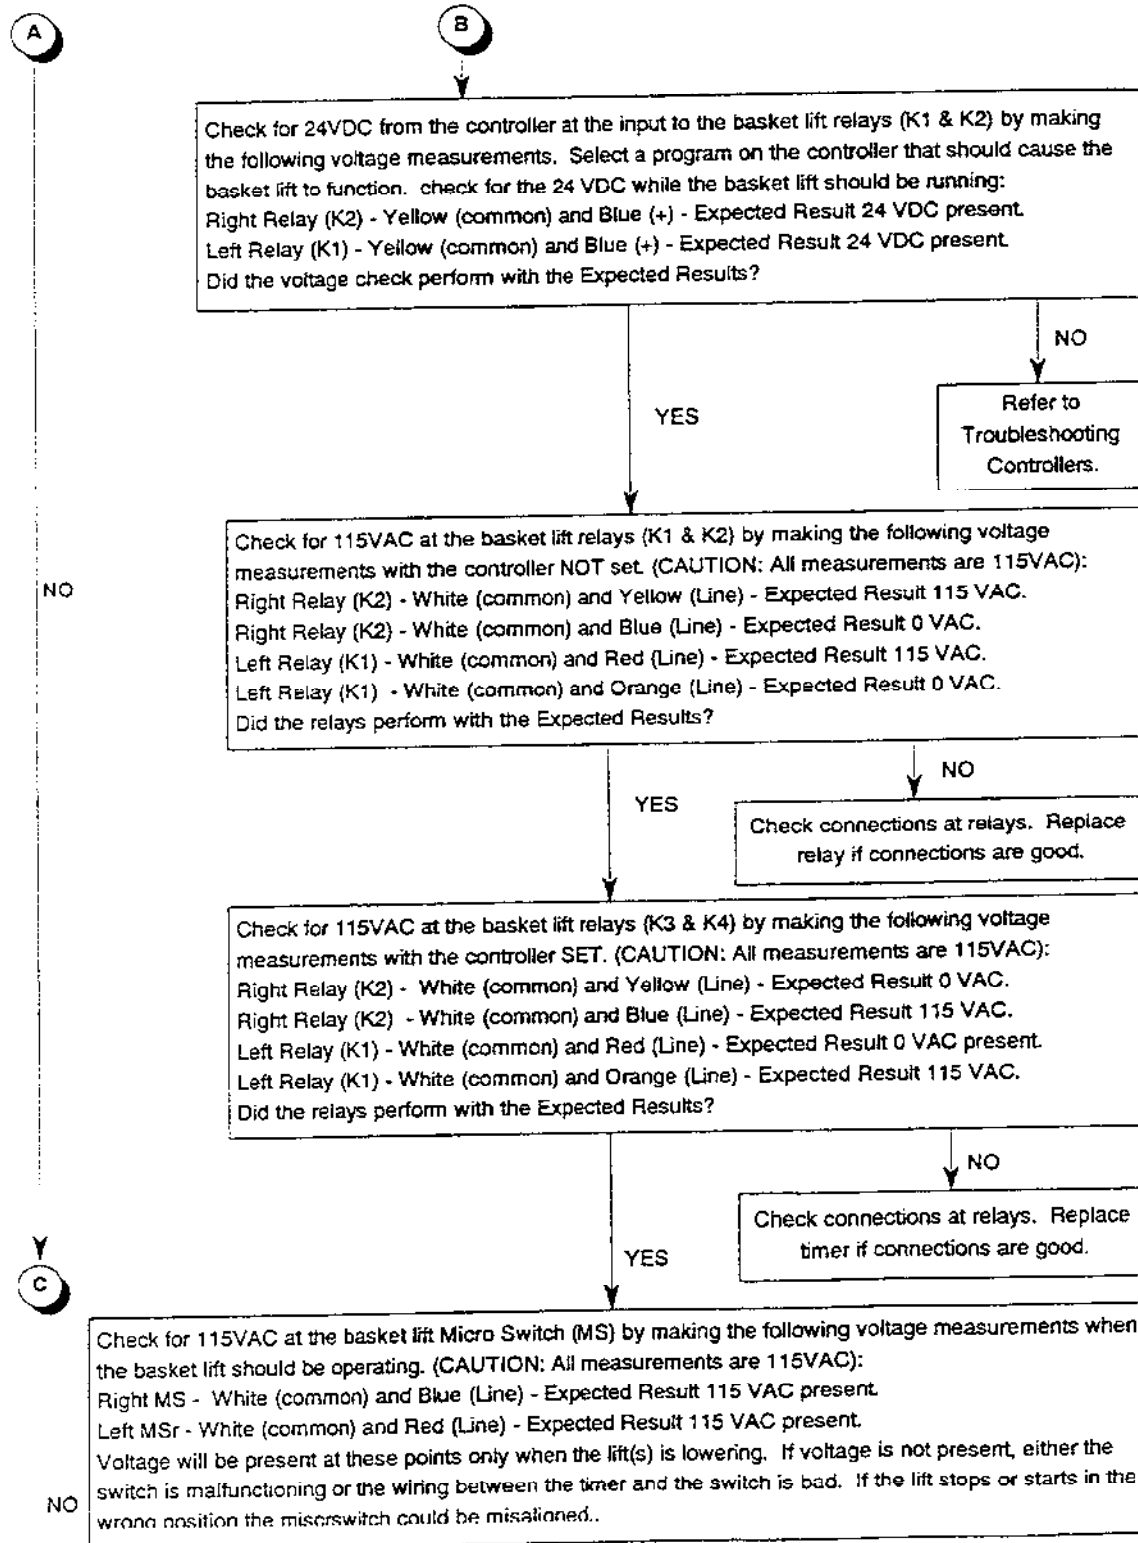 A
B
Check for 24VDC from the controller at the input to the basket lift relays (K1 & K2) by making
the following voltage measurements. Select a program on the controller that should cause the
basket lift to function. check for the 24 VDC while the basket lift should be running:
Right Relay (K2) - Yellow (common) and Blue (+) - Expected Result 24 VDC present.
Left Relay (K1) - Yellow (common) and Blue (+) - Expected Result 24 VDC present.
Did the voltage check perform with the Expected Results?
NO
YES
Refer to
Troubleshooting
Controllers.
Check for 115VAC at the basket lift relays (K1 & K2) by making the following voltage
measurements with the controller NOT set. (CAUTION: All measurements are 115VAC):
Right Relay (K2) - White (common) and Yellow (Line) - Expected Result 115 VAC.
Right Relay (K2) - White (common) and Blue (Line) - Expected Result 0 VAC.
Left Relay (K1) - White (common) and Red (Line) - Expected Result 115 VAC.
Left Relay (K1) - White (common) and Orange (Line) - Expected Result 0 VAC.
Did the relays perform with the Expected Results?
NO
NO
YES
Check connections at relays. Replace
relay if connections are good.
Check for 115VAC at the basket lift relays (K3 & K4) by making the following voltage
measurements with the controller SET. (CAUTION: All measurements are 115VAC):
Right Relay (K2) - White (common) and Yellow (Line) - Expected Result 0 VAC.
Right Relay (K2) - White (common) and Blue (Line) - Expected Result 115 VAC.
Left Relay (K1) - White (common) and Red (Line) - Expected Result 0 VAC present.
Left Relay (K1) - White (common) and Orange (Line) - Expected Result 115 VAC.
Did the relays perform with the Expected Results?
NO
YES
Check connections at relays. Replace
timer if connections are good.
C
Check for 115VAC at the basket lift Micro Switch (MS) by making the following voltage measurements when
the basket lift should be operating. (CAUTION: All measurements are 115VAC):
Right MS - White (common) and Blue (Line) - Expected Result 115 VAC present.
Left MSr - White (common) and Red (Line) - Expected Result 115 VAC present.
Voltage will be present at these points only when the lift(s) is lowering. If voltage is not present, either the
switch is malfunctioning or the wiring between the timer and the switch is bad. If the lift stops or starts in the
wrong position the miscrswitch could be misaligned..
NO